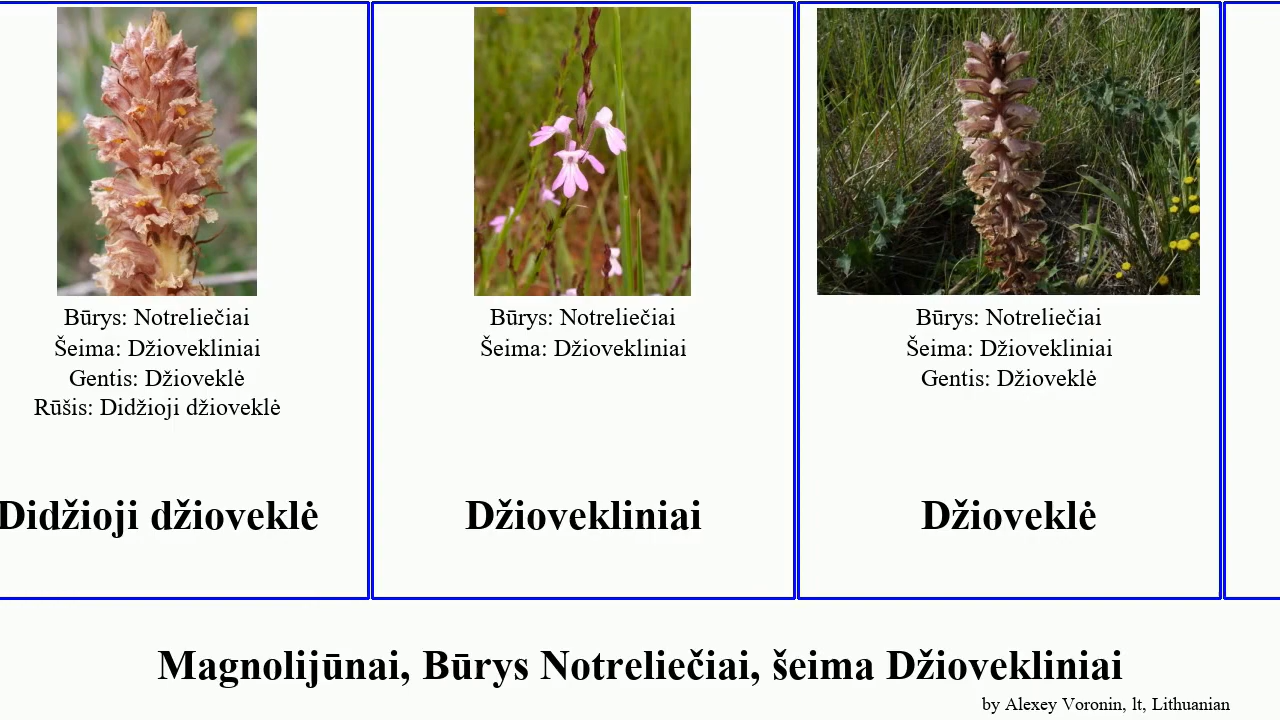 Būrys: Notreliečiai
Šeima: Džiovekliniai
Gentis: Džioveklė
Rūšis: Didžioji džioveklė
Didžioji džioveklė
Būrys: Notreliečiai
Šeima: Džiovekliniai
Džiovekliniai
Būrys: Notreliečiai
Šeima: Džiovekliniai
Gentis: Džioveklė
Džioveklė
Magnolijūnai, Būrys Notreliečiai, šeima Džiovekliniai
by Alexey Voronin, lt, Lithuanian